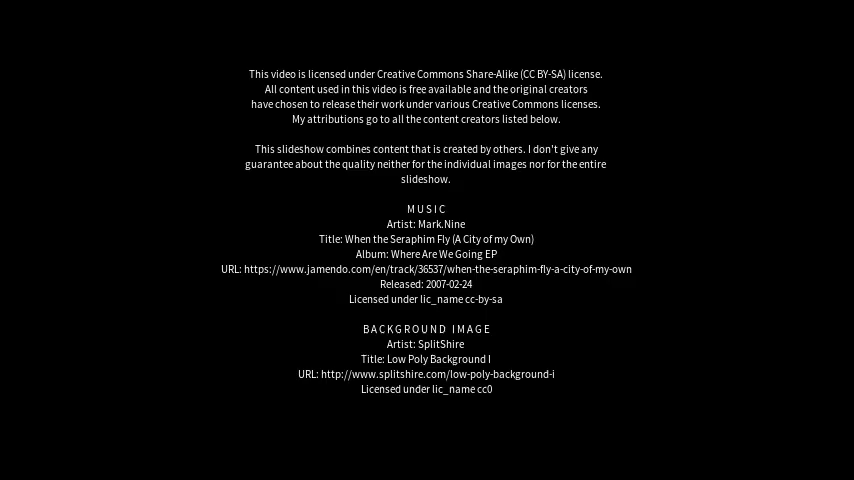 This video is licensed under Creative Commons Share-Alike (CC BY-SA) license.
All content used in this video is free available and the original creators
have chosen to release their work under various Creative Commons licenses.
My attributions go to all the content creators listed below.
This slideshow combines content that is created by others. I don't give any
guarantee about the quality neither for the individual images nor for the entire
slideshow.
M U S I C
Artist: Mark.Nine
Title: When the Seraphim Fly (A City of my Own)
Album: Where Are We Going EP
URL: https://www.jamendo.com/en/track/36537/when-the-seraphim-fly-a-city-of-my-own
Released: 2007-02-24
Licensed under lic_name cc-by-sa
B A C K G R O U N D   I M A G E
Artist: SplitShire
Title: Low Poly Background I
URL: http://www.splitshire.com/low-poly-background-i
Licensed under lic_name cc0